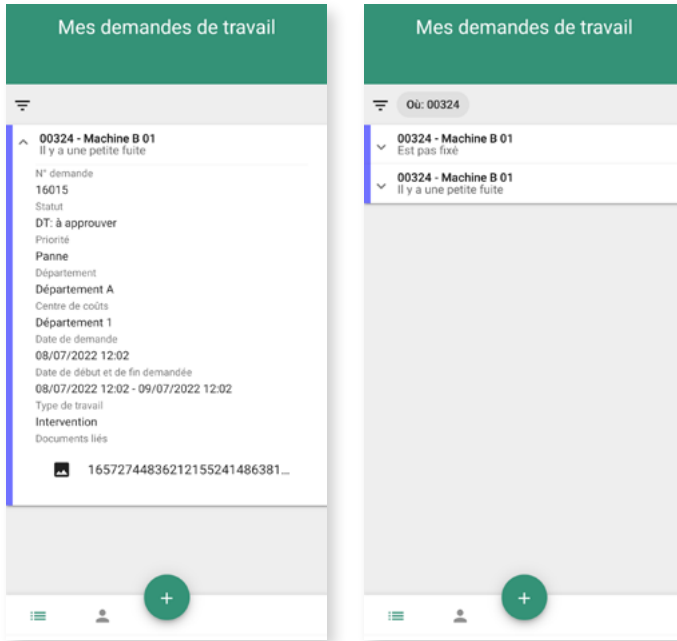 Mes demandes de travail
00324 - Machine B 01
Il y a une petite fuite
N° demande
16015
Statut
DT: à approuver
Priorité
Panne
Département
Département A
Centre de coûts
Département 1
Date de demande
08/07/2022 12:02
Date de début et de fin demandée
08/07/2022 12:02 - 09/07/2022 12:02
Type de travail
Intervention
Documents liés
16572744836212155241486381...
Mes demandes de travail
Où: 00324
00324 - Machine B 01
Est pas fixé
00324 - Machine B 01
Il y a une petite fuite